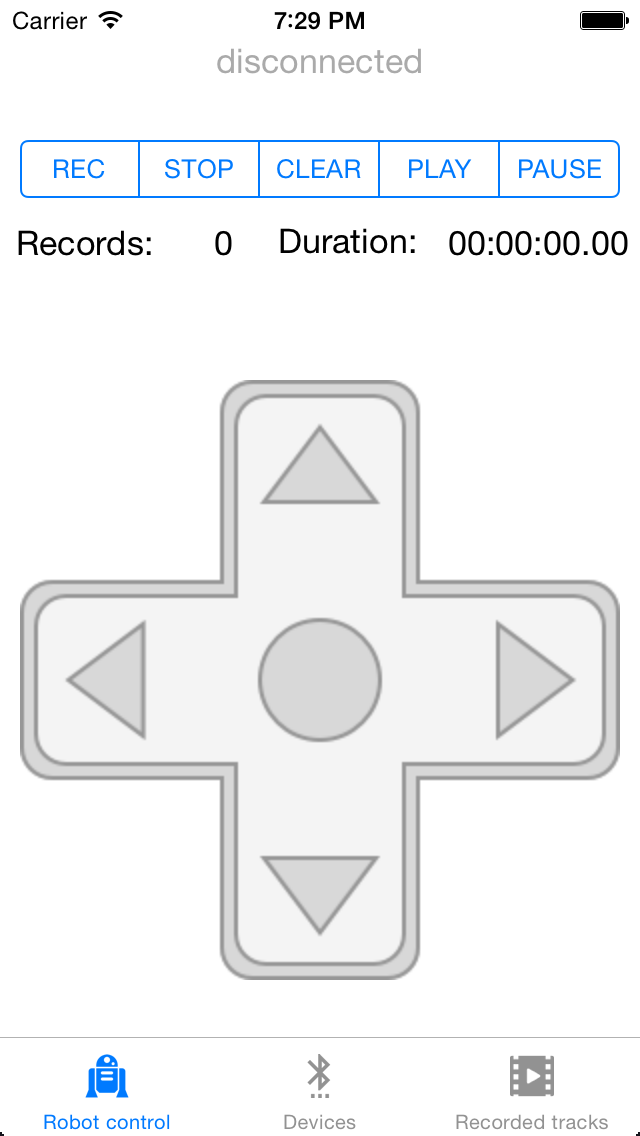 Carrier 7:29 PM
disconnected
REC STOP CLEAR PLAY PAUSE
Records: 0 Duration: 00:00:00.00
Robot control Devices Recorded tracks